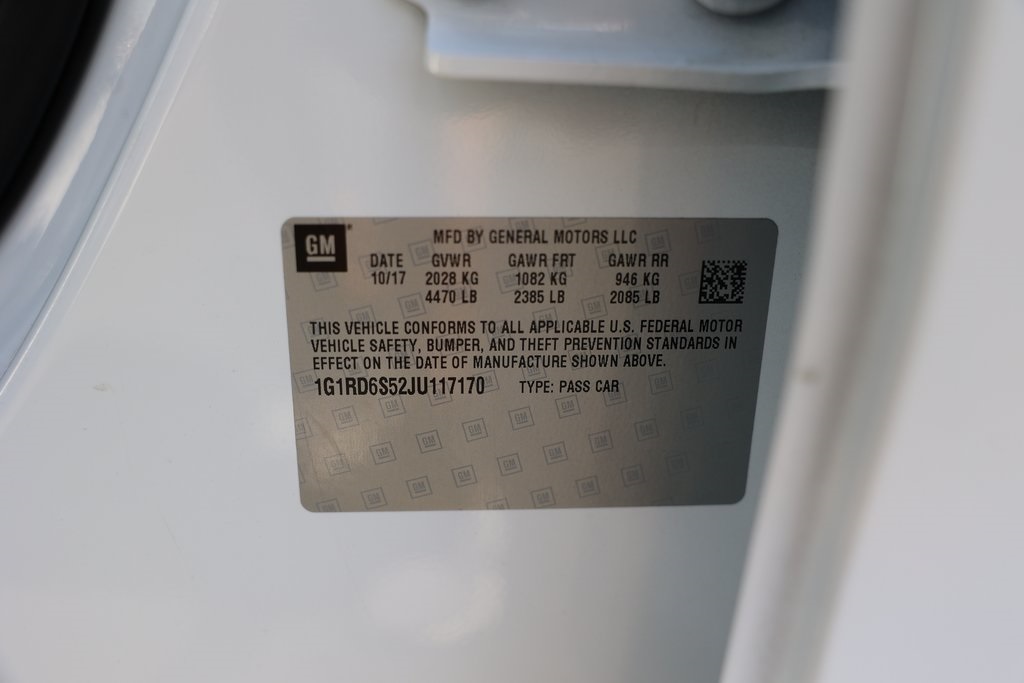 GM
MFD BY GENERAL MOTORS LLC
DATE GVWR GAWR FRT GAWR RR
10/17 2028 KG 1082 KG 946 KG
4470 LB 2385 LB 2085 LB
THIS VEHICLE CONFORMS TO ALL APPLICABLE U.S. FEDERAL MOTOR
VEHICLE SAFETY, BUMPER, AND THEFT PREVENTION STANDARDS IN
EFFECT ON THE DATE OF MANUFACTURE SHOWN ABOVE.
1G1RD6S52JU117170 TYPE: PASS CAR